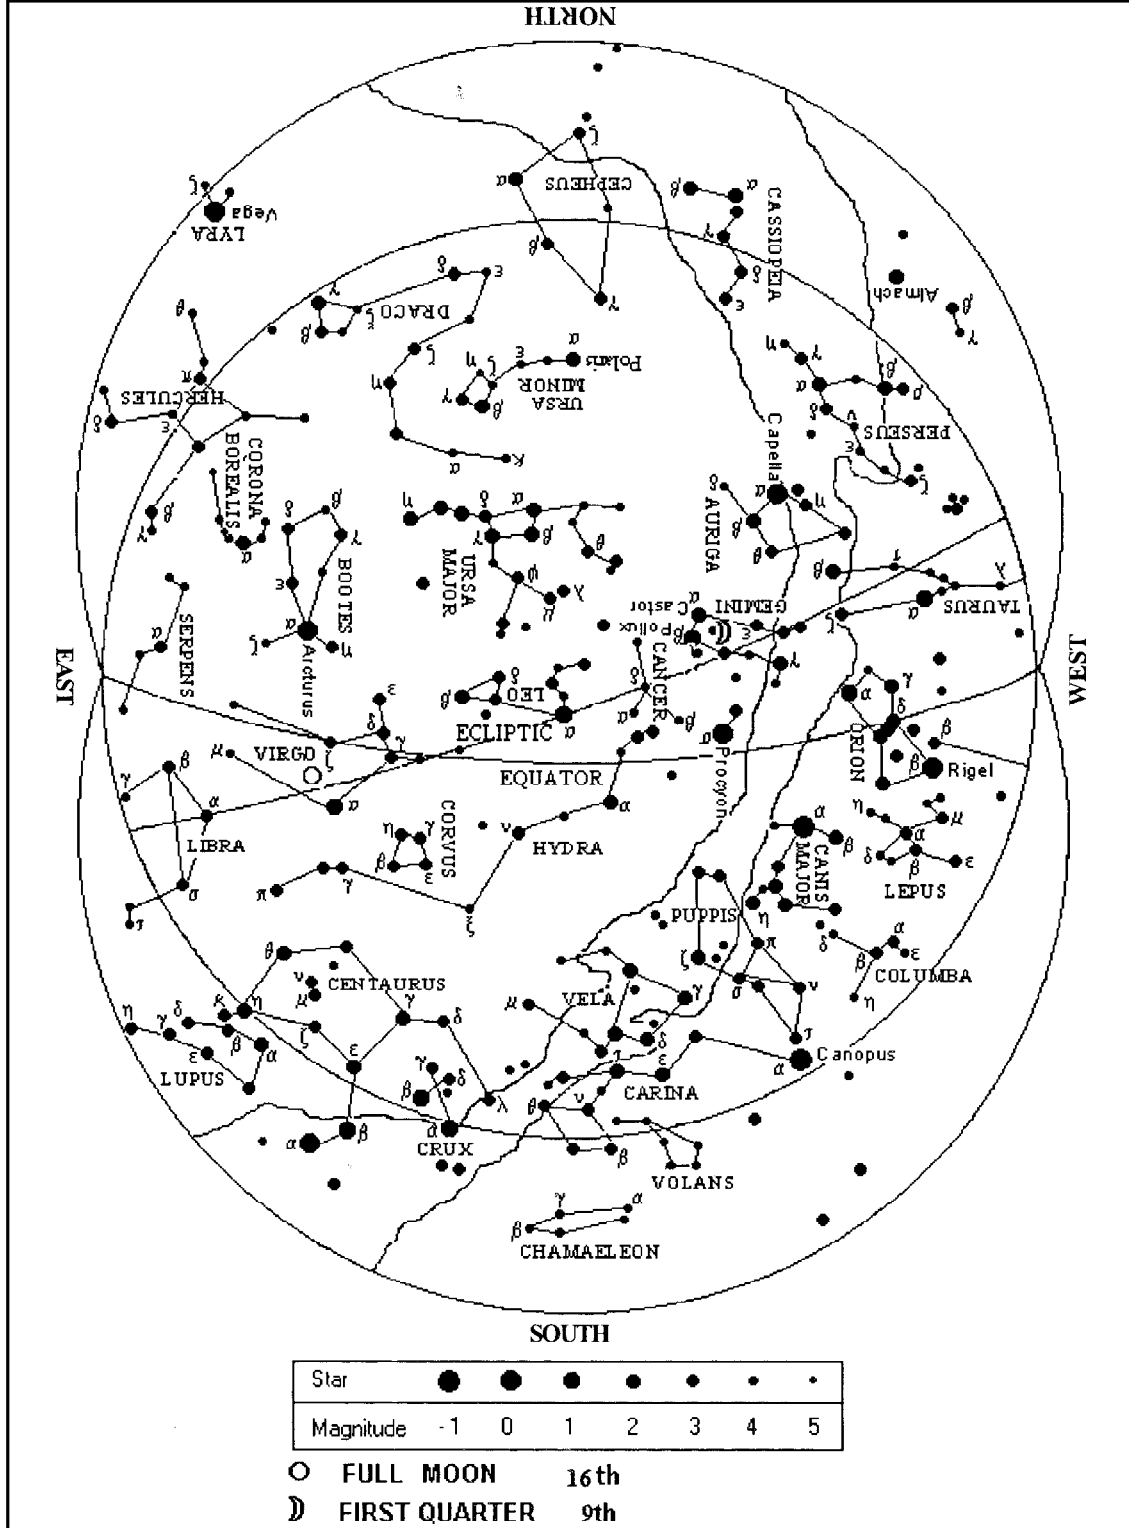 NORTH
ζ
α
CEPHEUS
β
γ
β
α
CASSIOPEIA
γ
δ
ε
ζ
Vega
LYRA
Almach
β
γ
δ
ε
γ
β
ξ
DRACO
ζ
η
α
κ
α
Polaris
ε
ζ
η
γ
β
URSA
MINOR
θ
π
HERCULES
δ
ε
β
γ
CORONA
BOREALIS
α
η
γ
α
β
ρ
δ
ν
ε
PERSEUS
ζ
Capella
α
η
δ
β
θ
AURIGA
δ
β
γ
ε
BOOTES
α
ζ
η
Arcturus
η
δ
α
γ
β
θ
φ
λ
μ
URSA
MAJOR
β
τ
λ
α
ζ
TAURUS
α
Castor
GEMINI
β
Pollux
ε
γ
SERPENS
α
EAST
WEST
δ
LEO
β
α
CANCER
δ
α
β
ε
δ
γ
VIRGO
ζ
μ
α
ECLIPTIC
EQUATOR
α
Procyon
α
γ
δ
ORION
β
β
Rigel
γ
β
α
LIBRA
σ
τ
CORVUS
η
γ
β
ε
ν
HYDRA
α
π
γ
ξ
α
β
CANIS
MAJOR
η
η
μ
α
δ
β
ε
LEPUS
PUPPIS
π
ζ
σ
ν
τ
δ
α
β
ε
COLUMBA
η
θ
ν
μ
CENTAURUS
κ
η
ζ
γ
δ
ε
λ
α
β
η
γ
δ
β
α
ε
LUPUS
μ
VELA
γ
δ
α
Canopus
ε
CARINA
θ
ν
β
γ
δ
β
α
CRUX
VOLANS
γ
α
β
CHAMAELEON
SOUTH
Star
Magnitude -1 0 1 2 3 4 5
FULL MOON 16th
FIRST QUARTER 9th